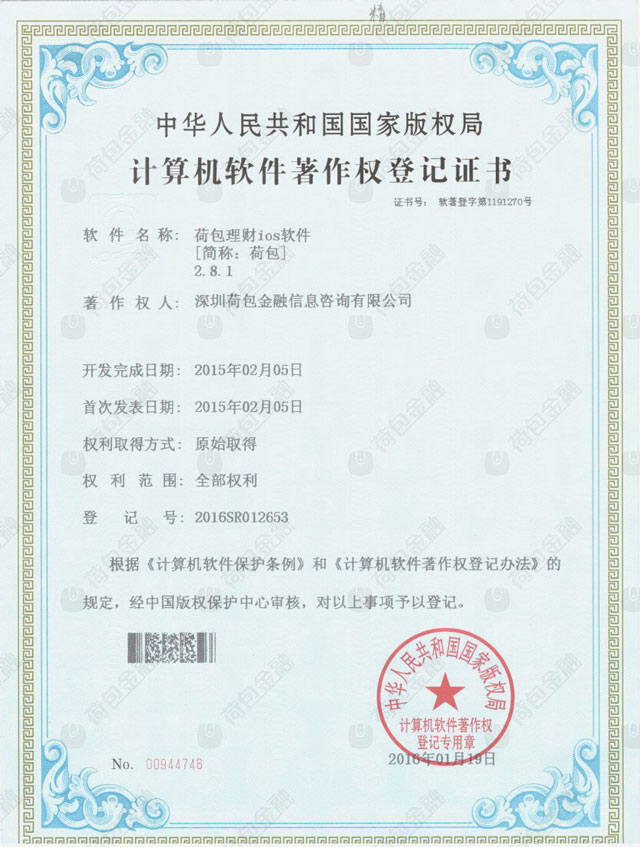 中华人民共和国国家版权局
计算机软件著作权登记证书
证书号： 软著登字第1191270号
软件名称： 荷包理财ios软件
[简称：荷包]
2.8.1
著作权人： 深圳荷包金融信息咨询有限公司
开发完成日期： 2015年02月05日
首次发表日期： 2015年02月05日
权利取得方式： 原始取得
权利范围： 全部权利
登记号： 2016SR012653
根据《计算机软件保护条例》和《计算机软件著作权登记办法》的
规定，经中国版权保护中心审核，对以上事项予以登记。
中华人民共和国国家版权局
计算机软件著作权
登记专用章
No. 00944746
2016年01月19日
荷包金融